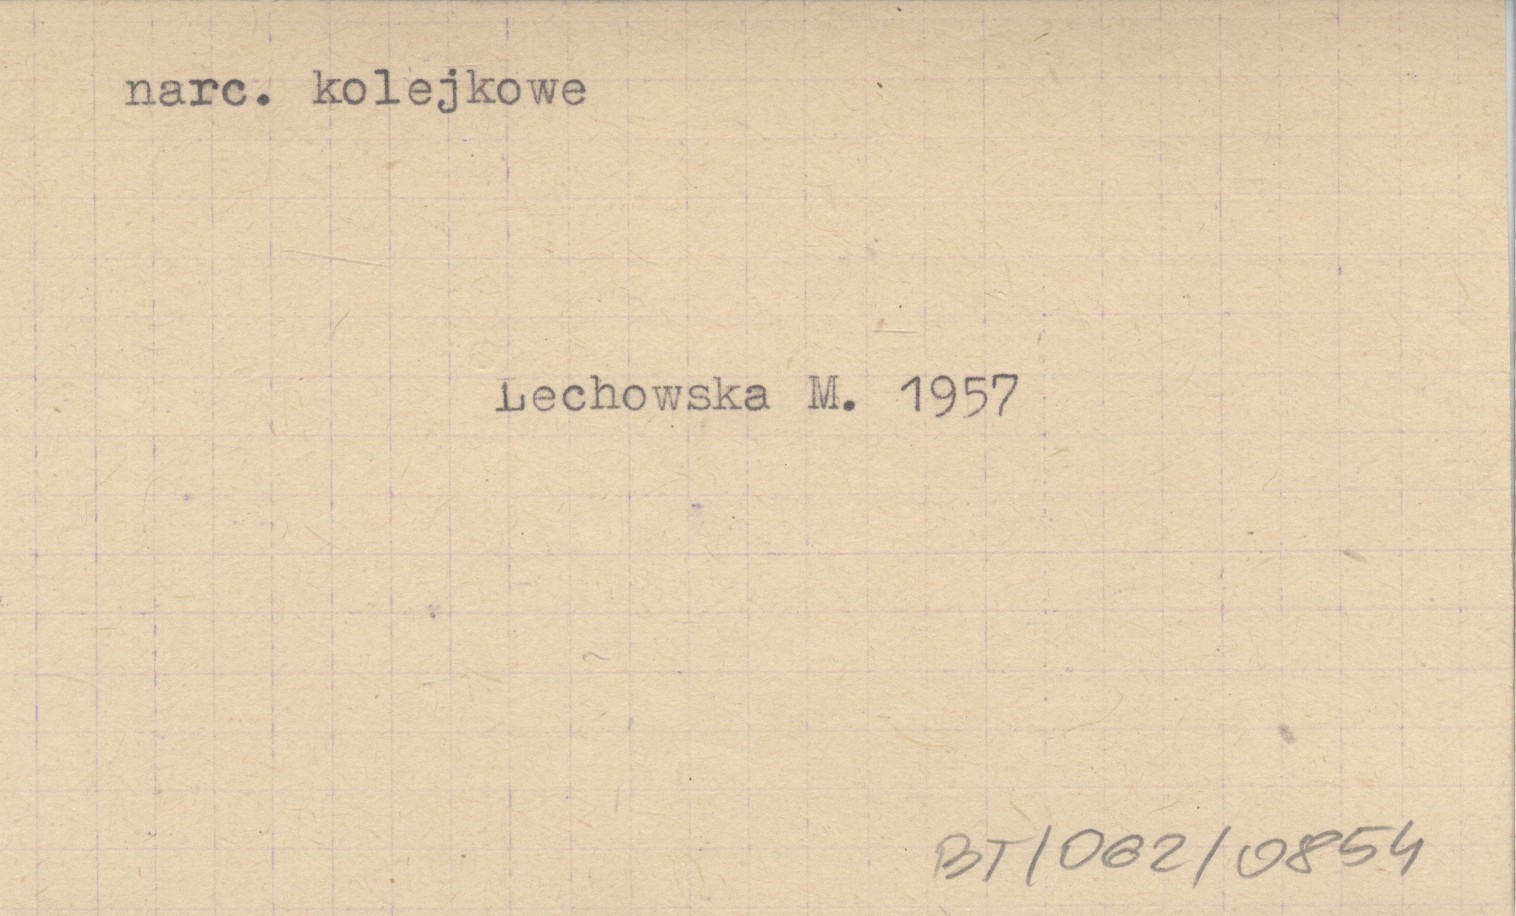 narc. kolejkowe
Lechowska M. 1957
BT/062/0854